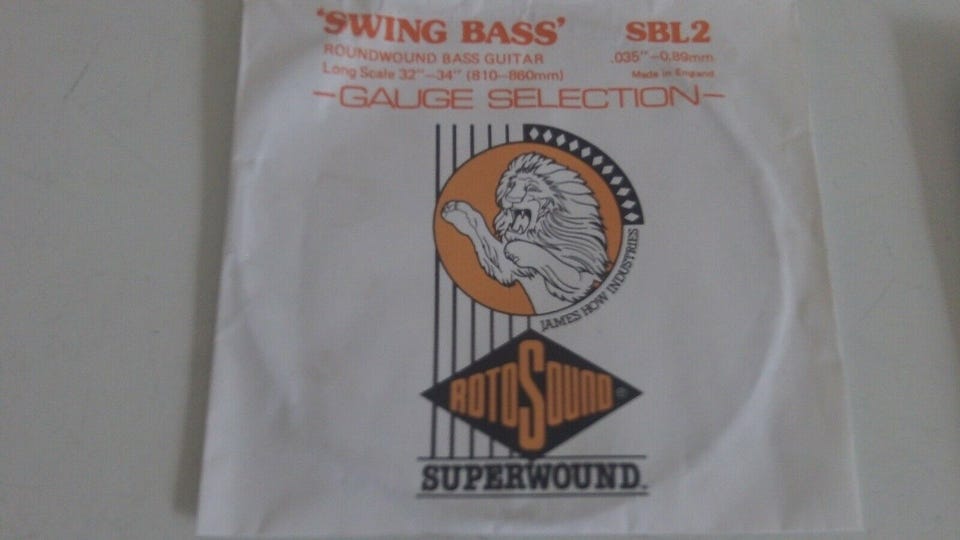 'SWING BASS' SBL2
ROUNDWOUND BASS GUITAR .035"-0.89mm
Long Scale 32"-34" (810-860mm) Made in England
-GAUGE SELECTION-
JAMES HOW INDUSTRIES
ROTOSOUND ®
SUPERWOUND.